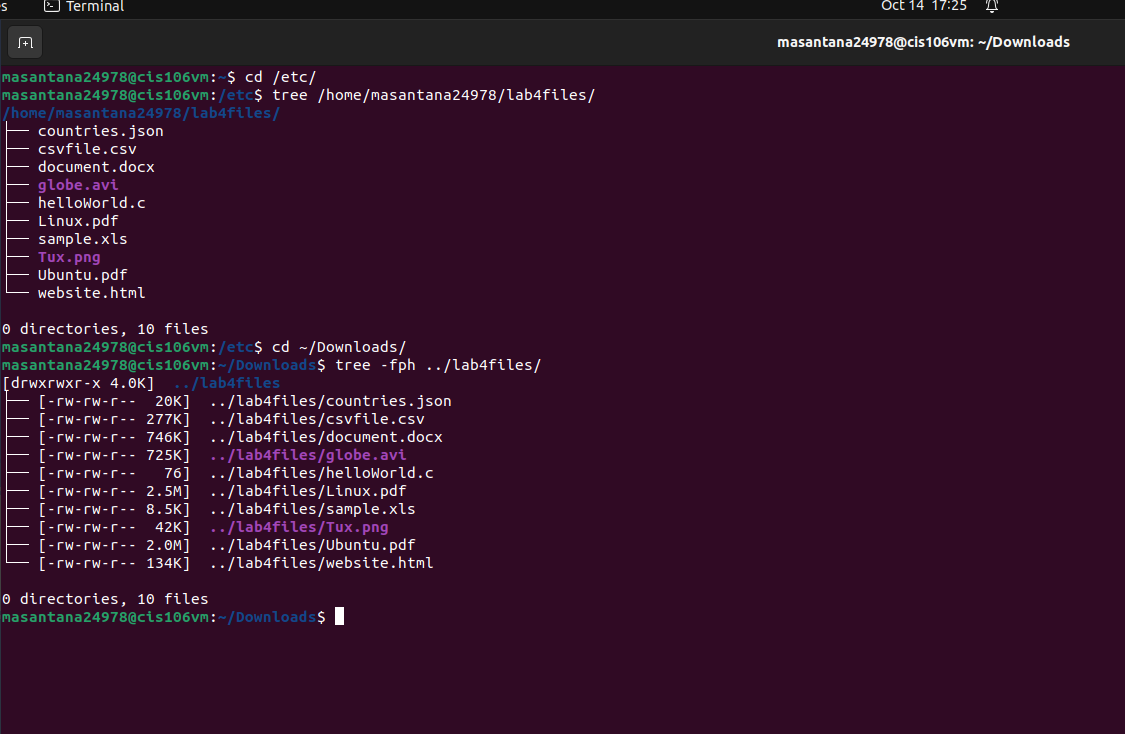 s Terminal Oct 14 17:25
masantana24978@cis106vm: ~/Downloads
masantana24978@cis106vm:~$ cd /etc/
masantana24978@cis106vm:/etc$ tree /home/masantana24978/lab4files/
/home/masantana24978/lab4files/
├── countries.json
├── csvfile.csv
├── document.docx
├── globe.avi
├── helloWorld.c
├── Linux.pdf
├── sample.xls
├── Tux.png
├── Ubuntu.pdf
└── website.html
0 directories, 10 files
masantana24978@cis106vm:/etc$ cd ~/Downloads/
masantana24978@cis106vm:~/Downloads$ tree -fph ../lab4files/
[drwxrwxr-x 4.0K]  ../lab4files
├── [-rw-rw-r--  20K]  ../lab4files/countries.json
├── [-rw-rw-r-- 277K]  ../lab4files/csvfile.csv
├── [-rw-rw-r-- 746K]  ../lab4files/document.docx
├── [-rw-rw-r-- 725K]  ../lab4files/globe.avi
├── [-rw-rw-r--   76]  ../lab4files/helloWorld.c
├── [-rw-rw-r-- 2.5M]  ../lab4files/Linux.pdf
├── [-rw-rw-r-- 8.5K]  ../lab4files/sample.xls
├── [-rw-rw-r--  42K]  ../lab4files/Tux.png
├── [-rw-rw-r-- 2.0M]  ../lab4files/Ubuntu.pdf
└── [-rw-rw-r-- 134K]  ../lab4files/website.html
0 directories, 10 files
masantana24978@cis106vm:~/Downloads$